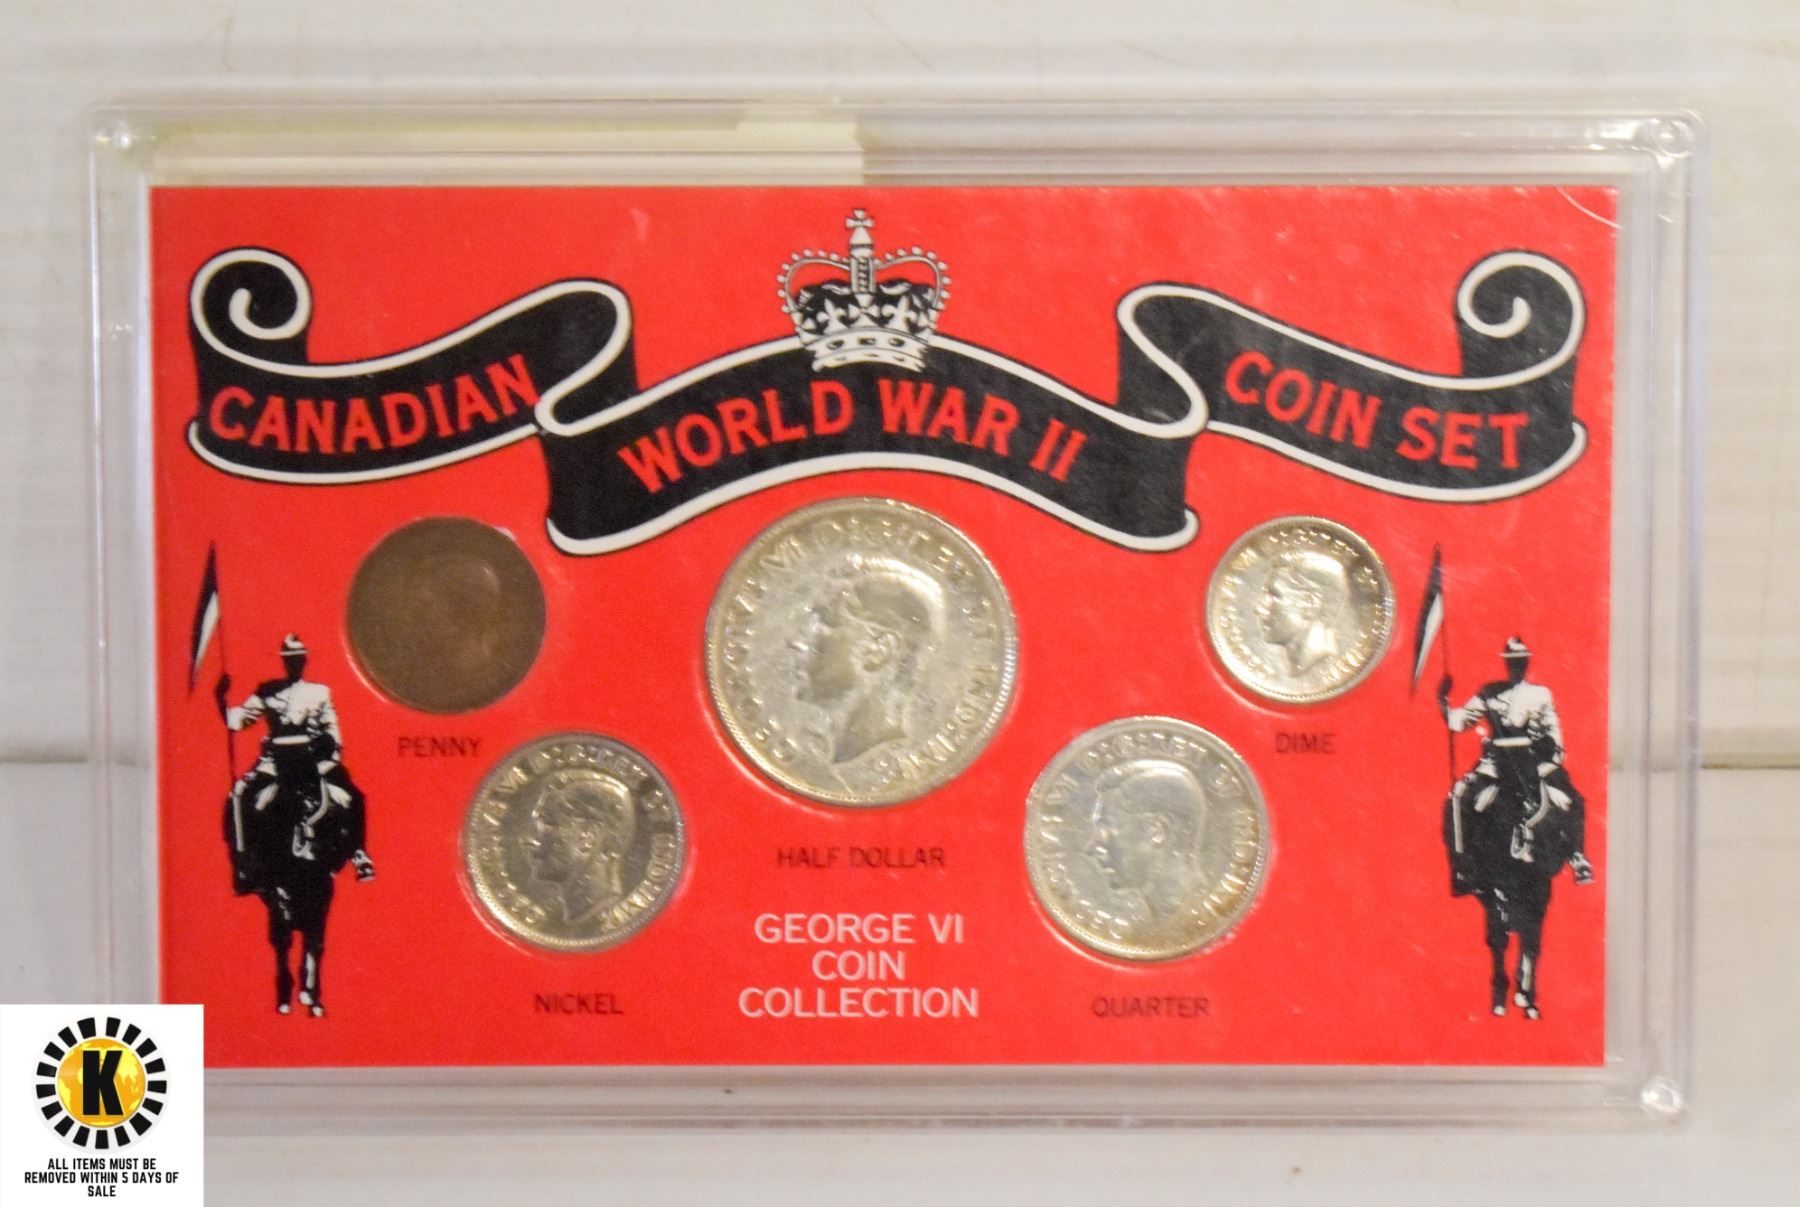 CANADIAN
WORLD WAR II
COIN SET
PENNY
DIME
HALF DOLLAR
NICKEL
QUARTER
GEORGE VI
COIN
COLLECTION
K
ALL ITEMS MUST BE
REMOVED WITHIN 5 DAYS OF
SALE